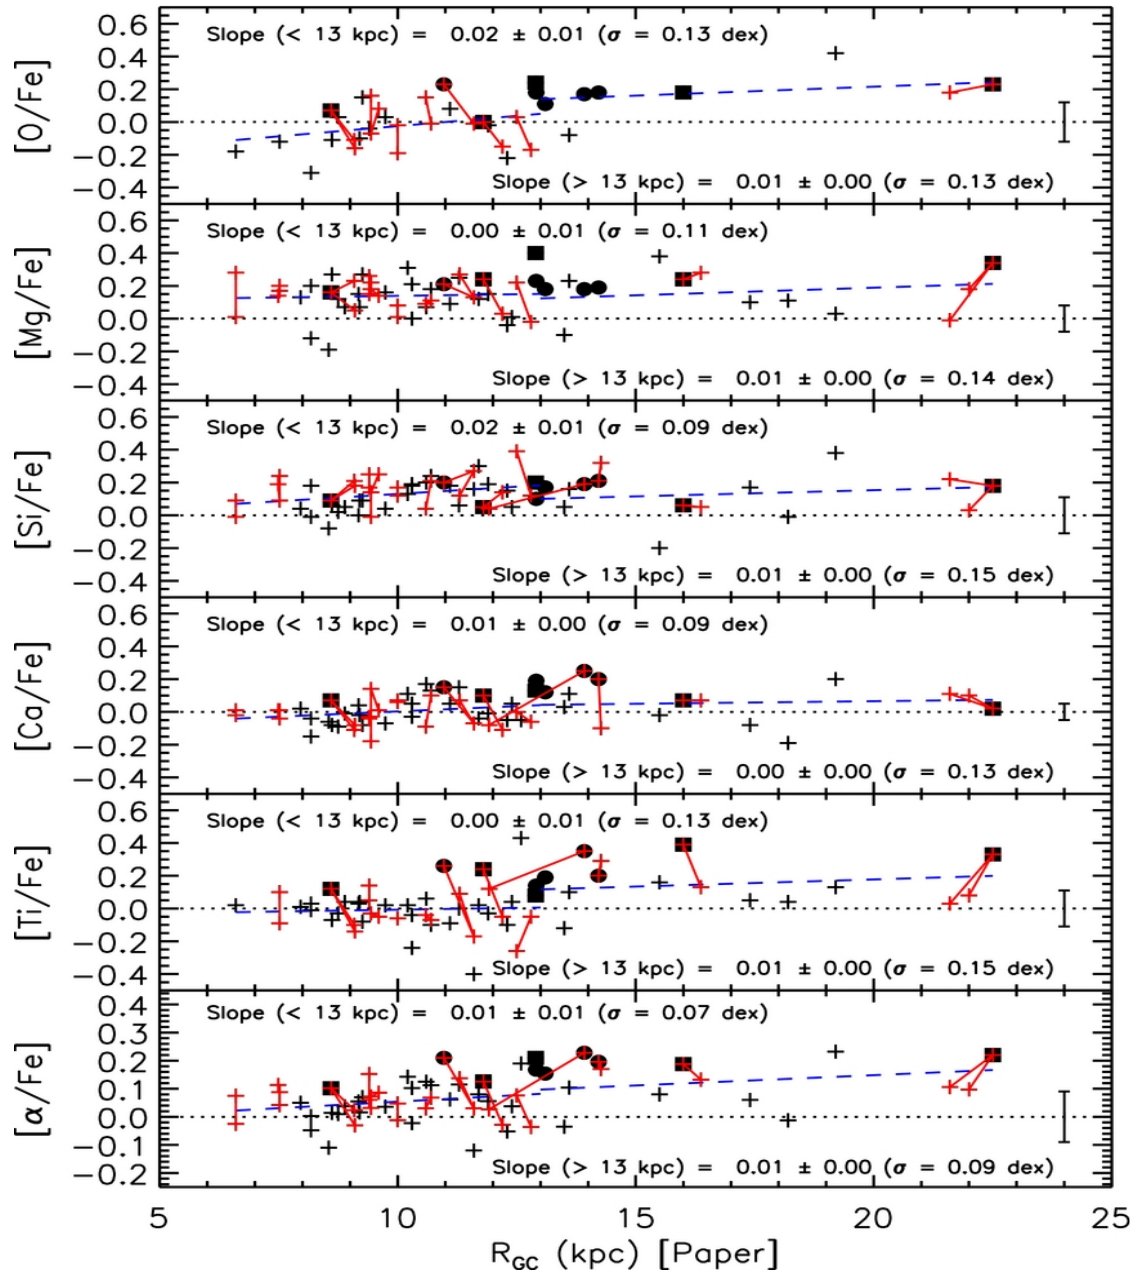 [O/Fe]
0.6
0.4
0.2
0.0
−0.2
−0.4
Slope (< 13 kpc) = 0.02 ± 0.01 (σ = 0.13 dex)
Slope (> 13 kpc) = 0.01 ± 0.00 (σ = 0.13 dex)
[Mg/Fe]
0.6
0.4
0.2
0.0
−0.2
−0.4
Slope (< 13 kpc) = 0.00 ± 0.01 (σ = 0.11 dex)
Slope (> 13 kpc) = 0.01 ± 0.00 (σ = 0.14 dex)
[Si/Fe]
0.6
0.4
0.2
0.0
−0.2
−0.4
Slope (< 13 kpc) = 0.02 ± 0.01 (σ = 0.09 dex)
Slope (> 13 kpc) = 0.01 ± 0.00 (σ = 0.15 dex)
[Ca/Fe]
0.6
0.4
0.2
0.0
−0.2
−0.4
Slope (< 13 kpc) = 0.01 ± 0.00 (σ = 0.09 dex)
Slope (> 13 kpc) = 0.00 ± 0.00 (σ = 0.13 dex)
[Ti/Fe]
0.6
0.4
0.2
0.0
−0.2
−0.4
Slope (< 13 kpc) = 0.00 ± 0.01 (σ = 0.13 dex)
Slope (> 13 kpc) = 0.01 ± 0.00 (σ = 0.15 dex)
[α/Fe]
0.4
0.3
0.2
0.1
0.0
−0.1
−0.2
Slope (< 13 kpc) = 0.01 ± 0.01 (σ = 0.07 dex)
Slope (> 13 kpc) = 0.01 ± 0.00 (σ = 0.09 dex)
5 10 15 20 25
R_GC (kpc) [Paper]